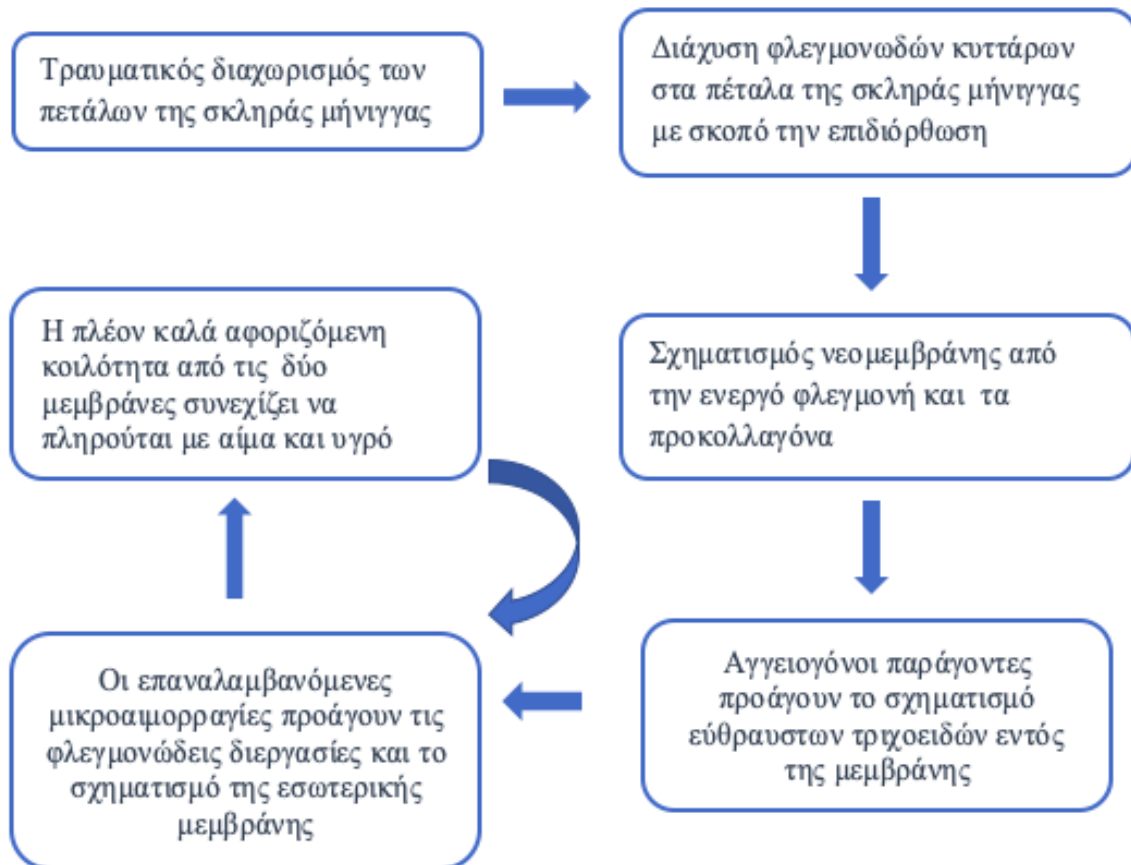 Τραυματικός διαχωρισμός των
πετάλων της σκληράς μήνιγγας
Διάχυση φλεγμονωδών κυττάρων
στα πέταλα της σκληράς μήνιγγας
με σκοπό την επιδιόρθωση
Σχηματισμός νεομεμβράνης από
την ενεργό φλεγμονή και τα
προκολλαγόνα
Αγγειογόνοι παράγοντες
προάγουν το σχηματισμό
εύθραυστων τριχοειδών εντός
της μεμβράνης
Οι επαναλαμβανόμενες
μικροαιμορραγίες προάγουν τις
φλεγμονώδεις διεργασίες και το
σχηματισμό της εσωτερικής
μεμβράνης
Η πλέον καλά αφοριζόμενη
κοιλότητα από τις δύο
μεμβράνες συνεχίζει να
πληρούται με αίμα και υγρό